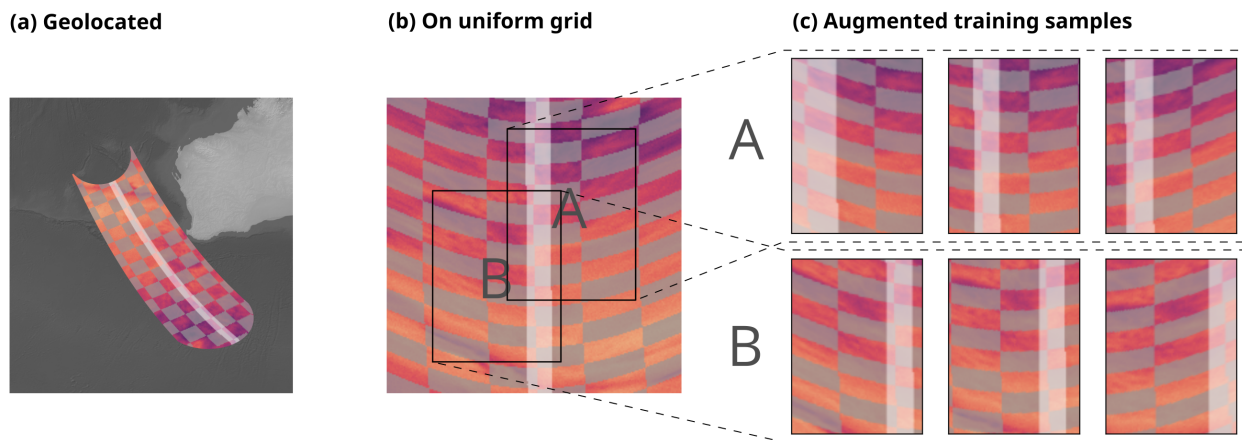 (a) Geolocated
(b) On uniform grid
(c) Augmented training samples
A
B
A
B